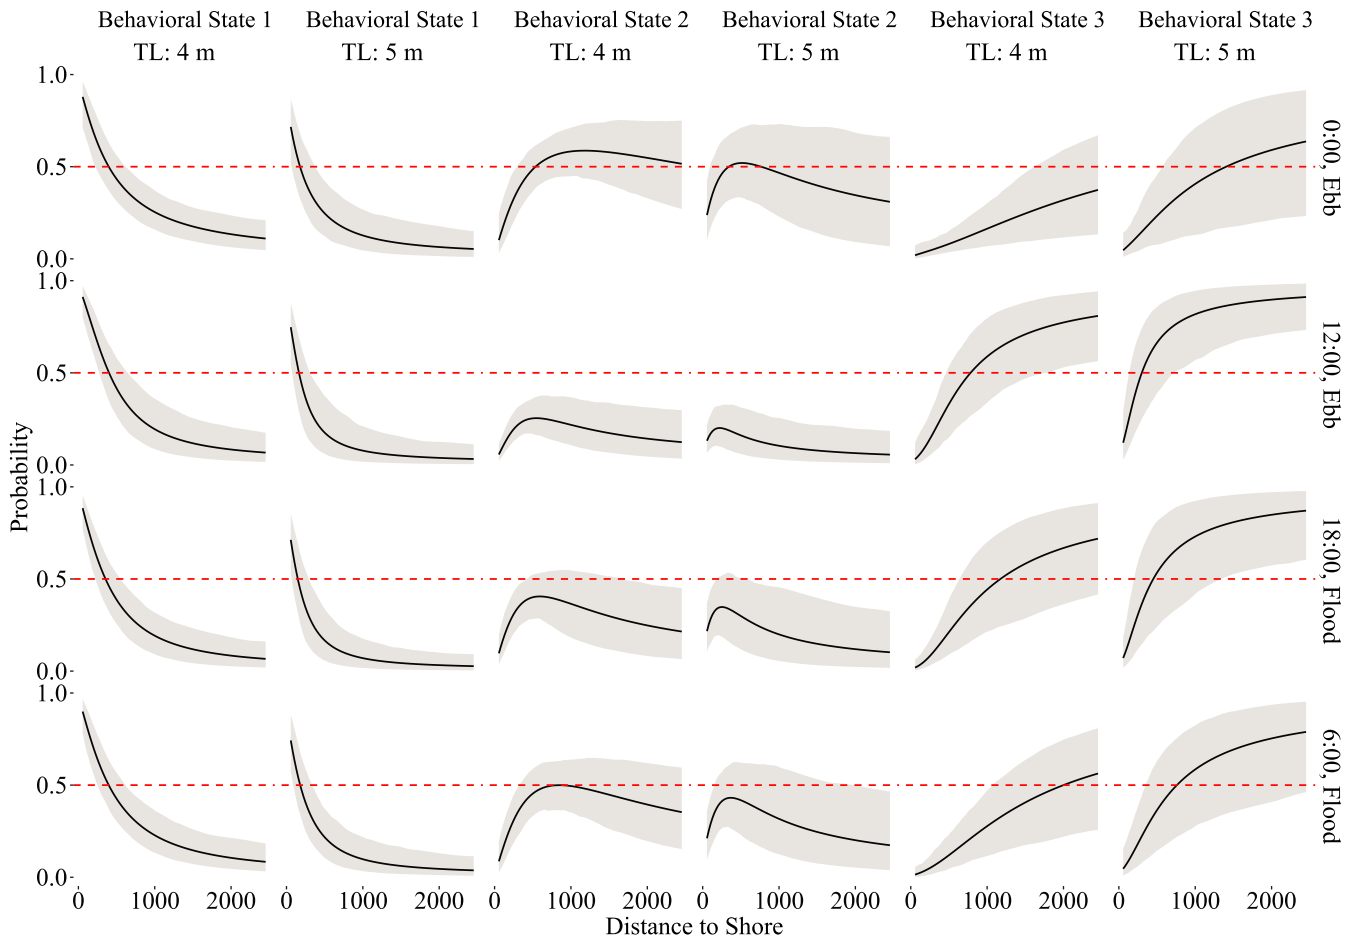 Behavioral State 1 Behavioral State 1 Behavioral State 2 Behavioral State 2 Behavioral State 3 Behavioral State 3
TL: 4 m TL: 5 m TL: 4 m TL: 5 m TL: 4 m TL: 5 m
1.0
0.5
0.0
0:00, Ebb
1.0
0.5
0.0
12:00, Ebb
Probability
1.0
0.5
0.0
18:00, Flood
1.0
0.5
0.0
6:00, Flood
0 1000 2000 0 1000 2000 0 1000 2000 0 1000 2000 0 1000 2000 0 1000 2000
Distance to Shore